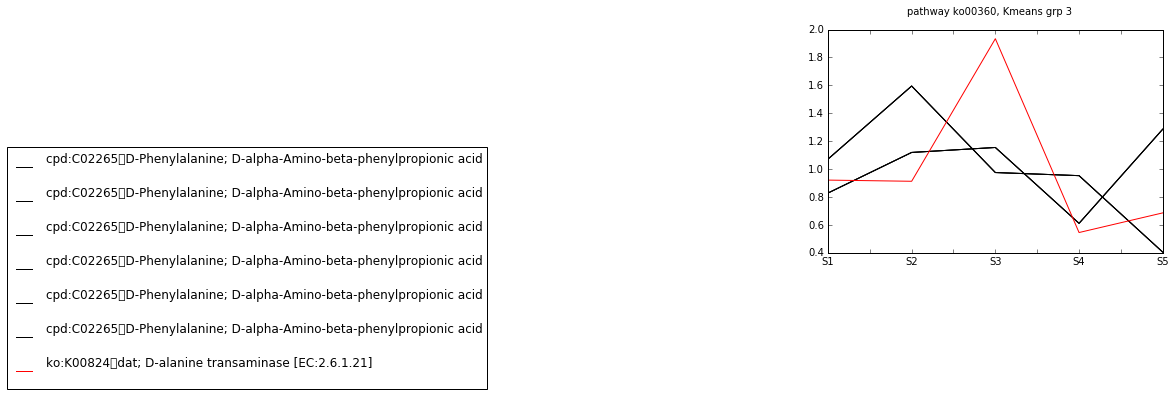 pathway ko00360, Kmeans grp 3
2.0
1.8
1.6
1.4
1.2
1.0
0.8
0.6
0.4
S1 S2 S3 S4 S5
cpd:C02265▯D-Phenylalanine; D-alpha-Amino-beta-phenylpropionic acid
cpd:C02265▯D-Phenylalanine; D-alpha-Amino-beta-phenylpropionic acid
cpd:C02265▯D-Phenylalanine; D-alpha-Amino-beta-phenylpropionic acid
cpd:C02265▯D-Phenylalanine; D-alpha-Amino-beta-phenylpropionic acid
cpd:C02265▯D-Phenylalanine; D-alpha-Amino-beta-phenylpropionic acid
cpd:C02265▯D-Phenylalanine; D-alpha-Amino-beta-phenylpropionic acid
ko:K00824▯dat; D-alanine transaminase [EC:2.6.1.21]